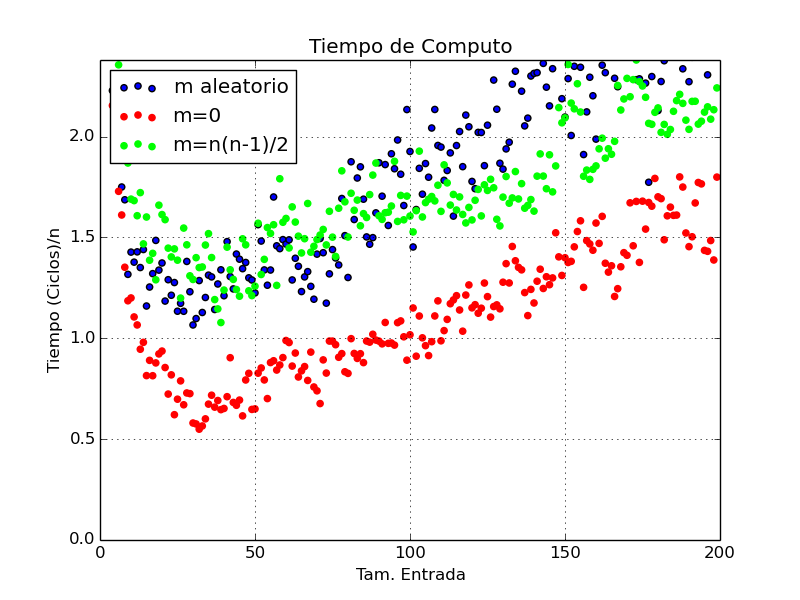 Tiempo de Computo
m aleatorio
m=0
m=n(n-1)/2
Tiempo (Ciclos)/n
2.0
1.5
1.0
0.5
0.0
0 50 100 150 200
Tam. Entrada